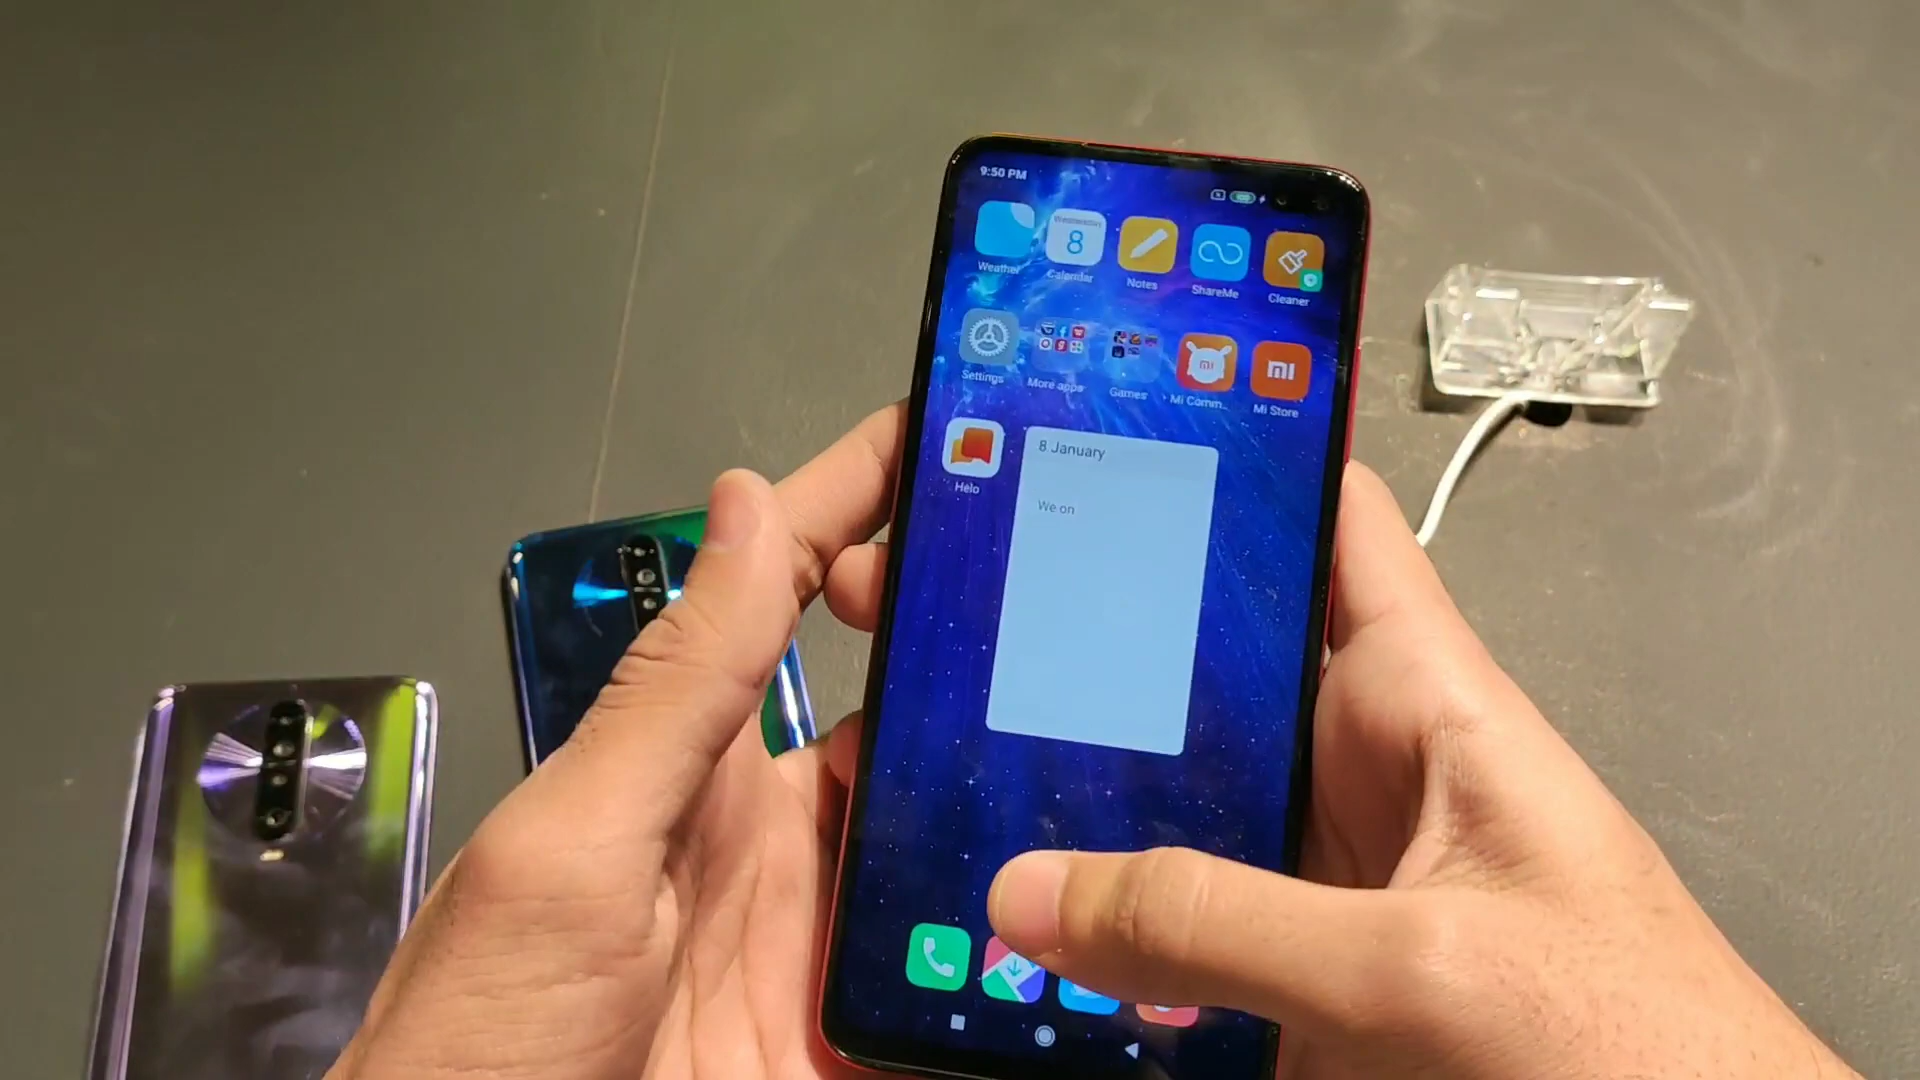 9:50 PM
Wednesday
8
Weather
Calendar
Notes
ShareMe
Cleaner
Settings
More apps
Games
Mi Comm...
Mi Store
Helo
8 January
We on